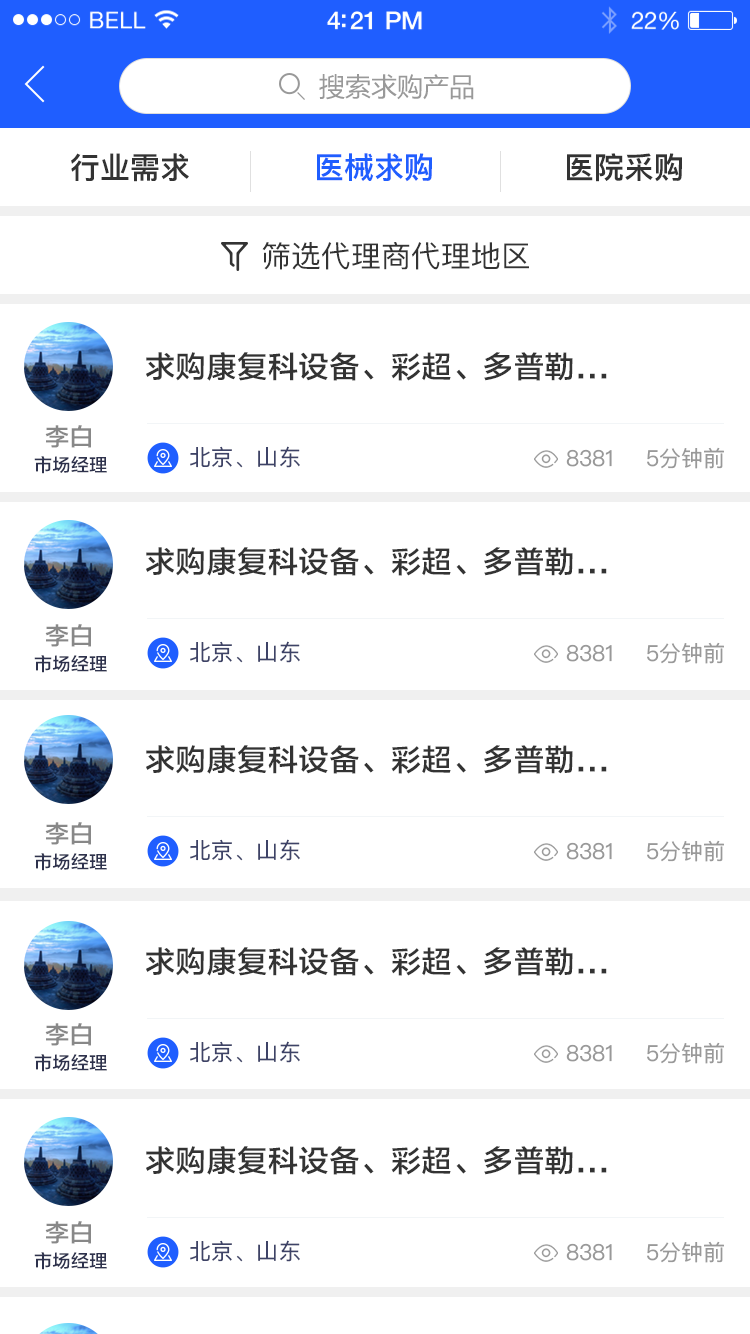 BELL 4:21 PM 22%
搜索求购产品
行业需求 医械求购 医院采购
筛选代理商代理地区
求购康复科设备、彩超、多普勒...
李白
市场经理
北京、山东 8381 5分钟前
求购康复科设备、彩超、多普勒...
李白
市场经理
北京、山东 8381 5分钟前
求购康复科设备、彩超、多普勒...
李白
市场经理
北京、山东 8381 5分钟前
求购康复科设备、彩超、多普勒...
李白
市场经理
北京、山东 8381 5分钟前
求购康复科设备、彩超、多普勒...
李白
市场经理
北京、山东 8381 5分钟前